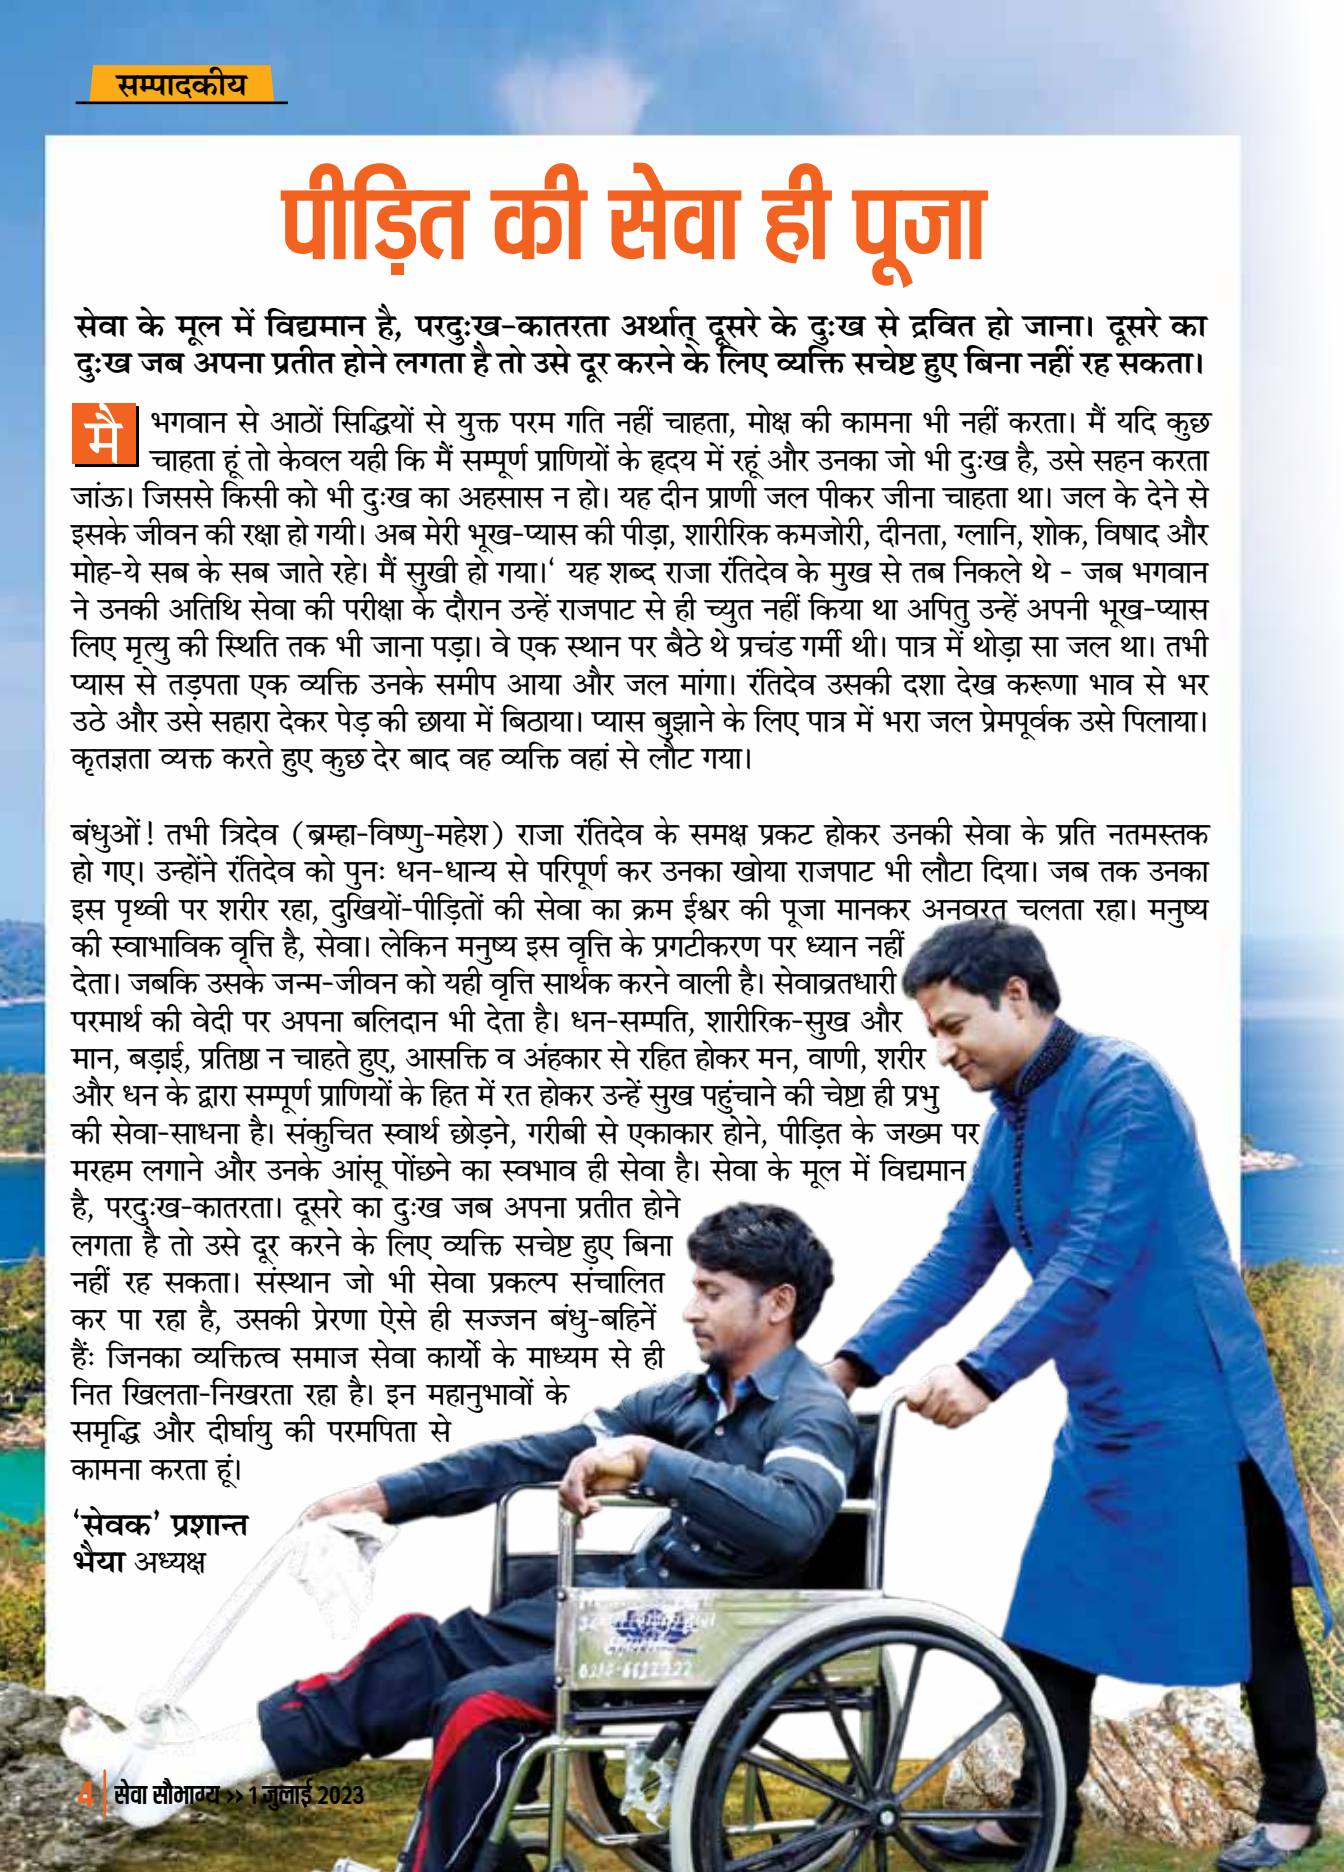 सम्पादकीय
पीड़ित की सेवा ही पूजा
सेवा के मूल में विद्यमान है, परदुःख-कातरता अर्थात् दूसरे के दुःख से द्रवित हो जाना। दूसरे का
दुःख जब अपना प्रतीत होने लगता है तो उसे दूर करने के लिए व्यक्ति सचेष्ट हुए बिना नहीं रह सकता।
मै भगवान से आठों सिद्धियों से युक्त परम गति नहीं चाहता, मोक्ष की कामना भी नहीं करता। मैं यदि कुछ
चाहता हूं तो केवल यही कि मैं सम्पूर्ण प्राणियों के हृदय में रहूं और उनका जो भी दुःख है, उसे सहन करता
जांऊ। जिससे किसी को भी दुःख का अहसास न हो। यह दीन प्राणी जल पीकर जीना चाहता था। जल के देने से
इसके जीवन की रक्षा हो गयी। अब मेरी भूख-प्यास की पीड़ा, शारीरिक कमजोरी, दीनता, ग्लानि, शोक, विषाद और
मोह-ये सब के सब जाते रहे। मैं सुखी हो गया।‘ यह शब्द राजा रंतिदेव के मुख से तब निकले थे - जब भगवान
ने उनकी अतिथि सेवा की परीक्षा के दौरान उन्हें राजपाट से ही च्युत नहीं किया था अपितु उन्हें अपनी भूख-प्यास
लिए मृत्यु की स्थिति तक भी जाना पड़ा। वे एक स्थान पर बैठे थे प्रचंड गर्मी थी। पात्र में थोड़ा सा जल था। तभी
प्यास से तड़पता एक व्यक्ति उनके समीप आया और जल मांगा। रंतिदेव उसकी दशा देख करूणा भाव से भर
उठे और उसे सहारा देकर पेड़ की छाया में बिठाया। प्यास बुझाने के लिए पात्र में भरा जल प्रेमपूर्वक उसे पिलाया।
कृतज्ञता व्यक्त करते हुए कुछ देर बाद वह व्यक्ति वहां से लौट गया।
बंधुओं! तभी त्रिदेव (ब्रम्हा-विष्णु-महेश) राजा रंतिदेव के समक्ष प्रकट होकर उनकी सेवा के प्रति नतमस्तक
हो गए। उन्होंने रंतिदेव को पुनः धन-धान्य से परिपूर्ण कर उनका खोया राजपाट भी लौटा दिया। जब तक उनका
इस पृथ्वी पर शरीर रहा, दुखियों-पीड़ितों की सेवा का क्रम ईश्वर की पूजा मानकर अनवरत चलता रहा। मनुष्य
की स्वाभाविक वृत्ति है, सेवा। लेकिन मनुष्य इस वृत्ति के प्रगटीकरण पर ध्यान नहीं
देता। जबकि उसके जन्म-जीवन को यही वृत्ति सार्थक करने वाली है। सेवाव्रतधारी
परमार्थ की वेदी पर अपना बलिदान भी देता है। धन-सम्पति, शारीरिक-सुख और
मान, बड़ाई, प्रतिष्ठा न चाहते हुए, आसक्ति व अंहकार से रहित होकर मन, वाणी, शरीर
और धन के द्वारा सम्पूर्ण प्राणियों के हित में रत होकर उन्हें सुख पहुंचाने की चेष्टा ही प्रभु
की सेवा-साधना है। संकुचित स्वार्थ छोड़ने, गरीबी से एकाकार होने, पीड़ित के जख्म पर
मरहम लगाने और उनके आंसू पोंछने का स्वभाव ही सेवा है। सेवा के मूल में विद्यमान
है, परदुःख-कातरता। दूसरे का दुःख जब अपना प्रतीत होने
लगता है तो उसे दूर करने के लिए व्यक्ति सचेष्ट हुए बिना
नहीं रह सकता। संस्थान जो भी सेवा प्रकल्प संचालित
कर पा रहा है, उसकी प्रेरणा ऐसे ही सज्जन बंधु-बहिनें
हैंः जिनका व्यक्तित्व समाज सेवा कार्यो के माध्यम से ही
नित खिलता-निखरता रहा है। इन महानुभावों के
समृद्धि और दीर्घायु की परमपिता से
कामना करता हूं।
‘सेवक’ प्रशान्त
भैया अध्यक्ष
4 सेवा सौभाग्य >> 1 जुलाई 2023